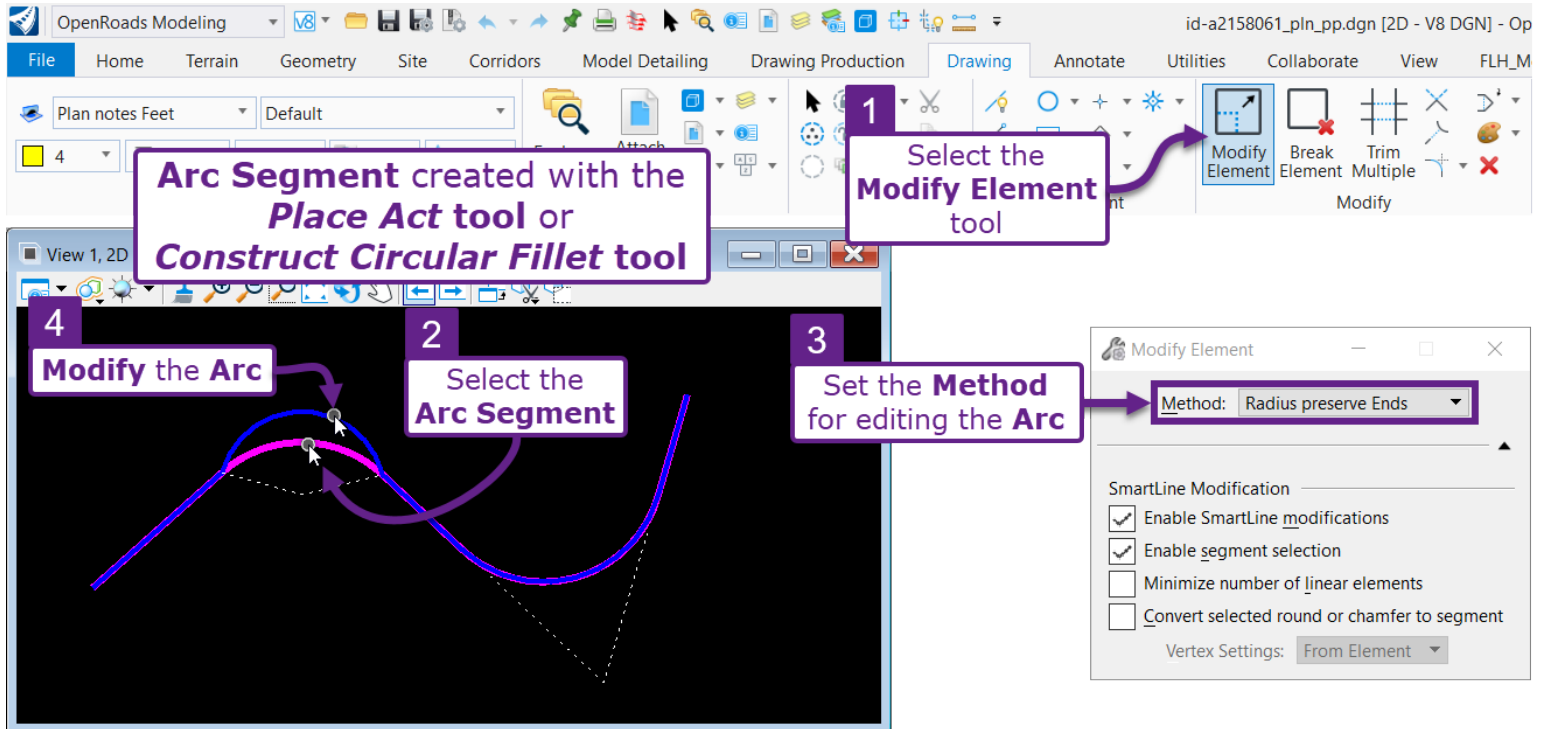 OpenRoads Modeling
id-a2158061_pln_pp.dgn [2D - V8 DGN] - Op
File Home Terrain Geometry Site Corridors Model Detailing Drawing Production Drawing Annotate Utilities Collaborate View FLH_M
Plan notes Feet
Default
4
Modify Element
Break Element
Trim Multiple
Modify
1
Select the
Modify Element
tool
Arc Segment created with the
Place Act tool or
Construct Circular Fillet tool
View 1, 2D
4
Modify the Arc
2
Select the
Arc Segment
3
Set the Method
for editing the Arc
Modify Element
Method: Radius preserve Ends
SmartLine Modification
Enable SmartLine modifications
Enable segment selection
Minimize number of linear elements
Convert selected round or chamfer to segment
Vertex Settings: From Element